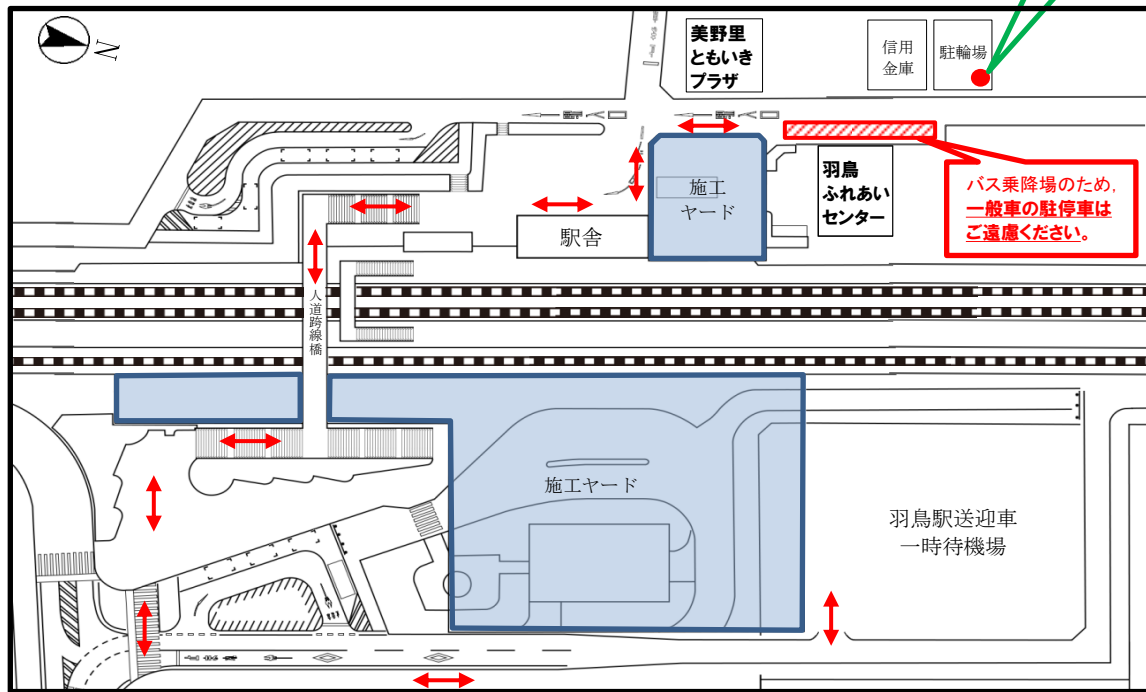 N
美野里
ともいき
プラザ
信用
金庫
駐輪場
羽鳥
ふれあい
センター
バス乗降場のため,
一般車の駐停車は
ご遠慮ください。
施工
ヤード
駅舎
人道跨線橋
施工ヤード
羽鳥駅送迎車
一時待機場